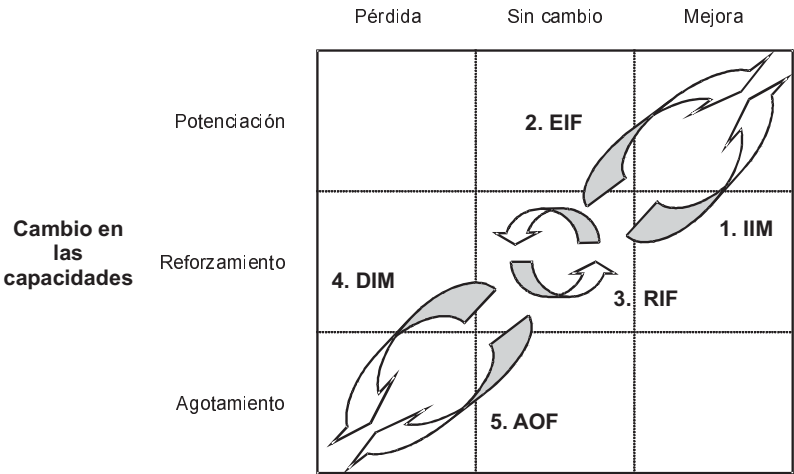 Pérdida Sin cambio Mejora
Potenciación
2. EIF
Cambio en
las
capacidades
1. IIM
Reforzamiento
4. DIM
3. RIF
Agotamiento
5. AOF